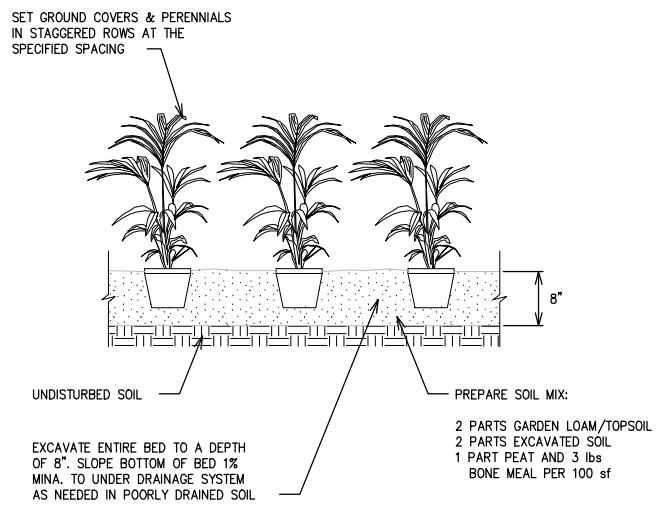 SET GROUND COVERS & PERENNIALS
IN STAGGERED ROWS AT THE
SPECIFIED SPACING
8"
UNDISTURBED SOIL
PREPARE SOIL MIX:
2 PARTS GARDEN LOAM/TOPSOIL
2 PARTS EXCAVATED SOIL
1 PART PEAT AND 3 lbs
BONE MEAL PER 100 sf
EXCAVATE ENTIRE BED TO A DEPTH
OF 8". SLOPE BOTTOM OF BED 1%
MINA. TO UNDER DRAINAGE SYSTEM
AS NEEDED IN POORLY DRAINED SOIL